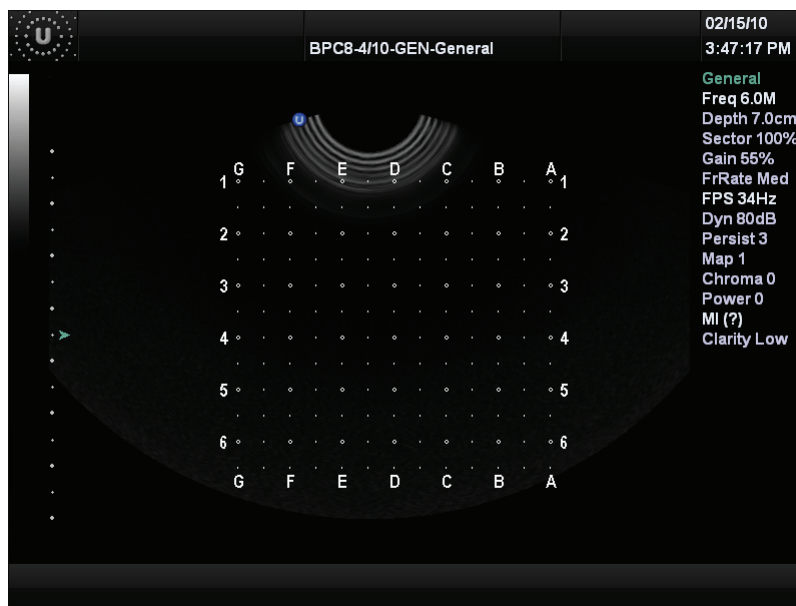 U
02/15/10
BPC8-4/10-GEN-General
3:47:17 PM
General
Freq 6.0M
Depth 7.0cm
Sector 100%
Gain 55%
FrRate Med
FPS 34Hz
Dyn 80dB
Persist 3
Map 1
Chroma 0
Power 0
MI (?)
Clarity Low
U
G F E D C B A
1 1
2 2
3 3
4 4
5 5
6 6
G F E D C B A